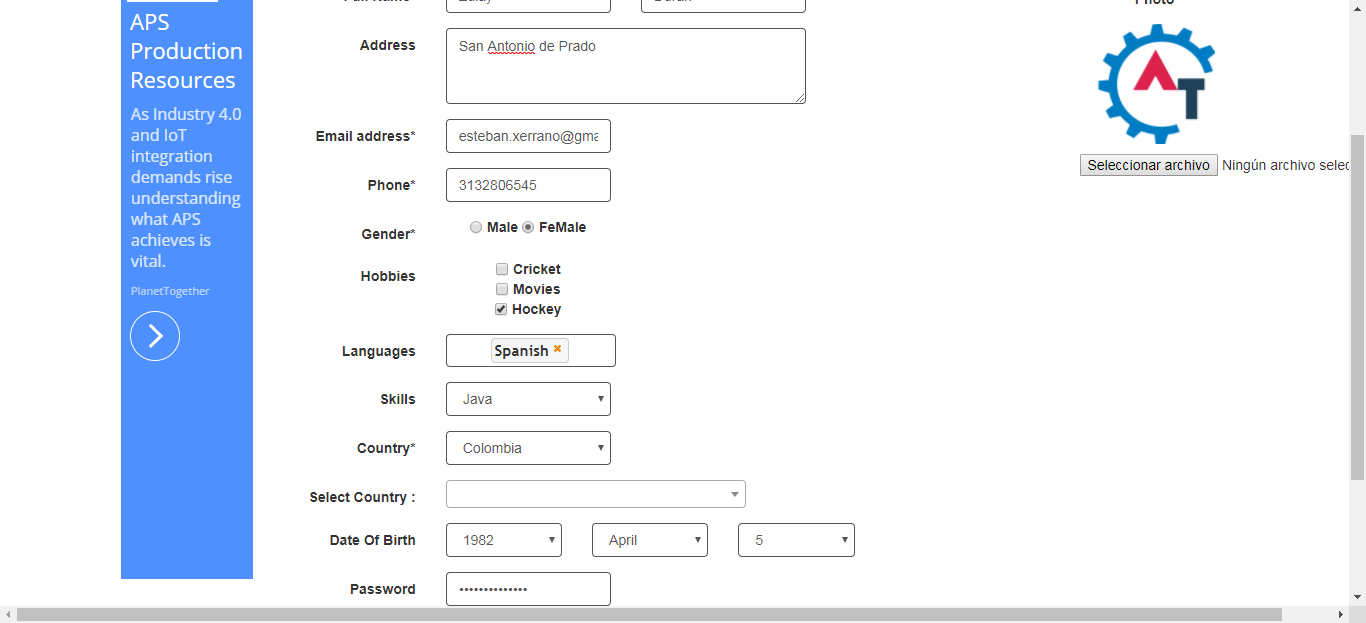 APS
Production
Resources
As Industry 4.0
and IoT
integration
demands rise
understanding
what APS
achieves is
vital.
PlanetTogether
Address San Antonio de Prado
Email address* esteban.xerrano@gma
Phone* 3132806545
Gender* Male FeMale
Hobbies Cricket
Movies
Hockey
Languages Spanish
Skills Java
Country* Colombia
Select Country :
Date Of Birth 1982 April 5
Password ••••••••••••••
Photo
AT
Seleccionar archivo Ningún archivo selec